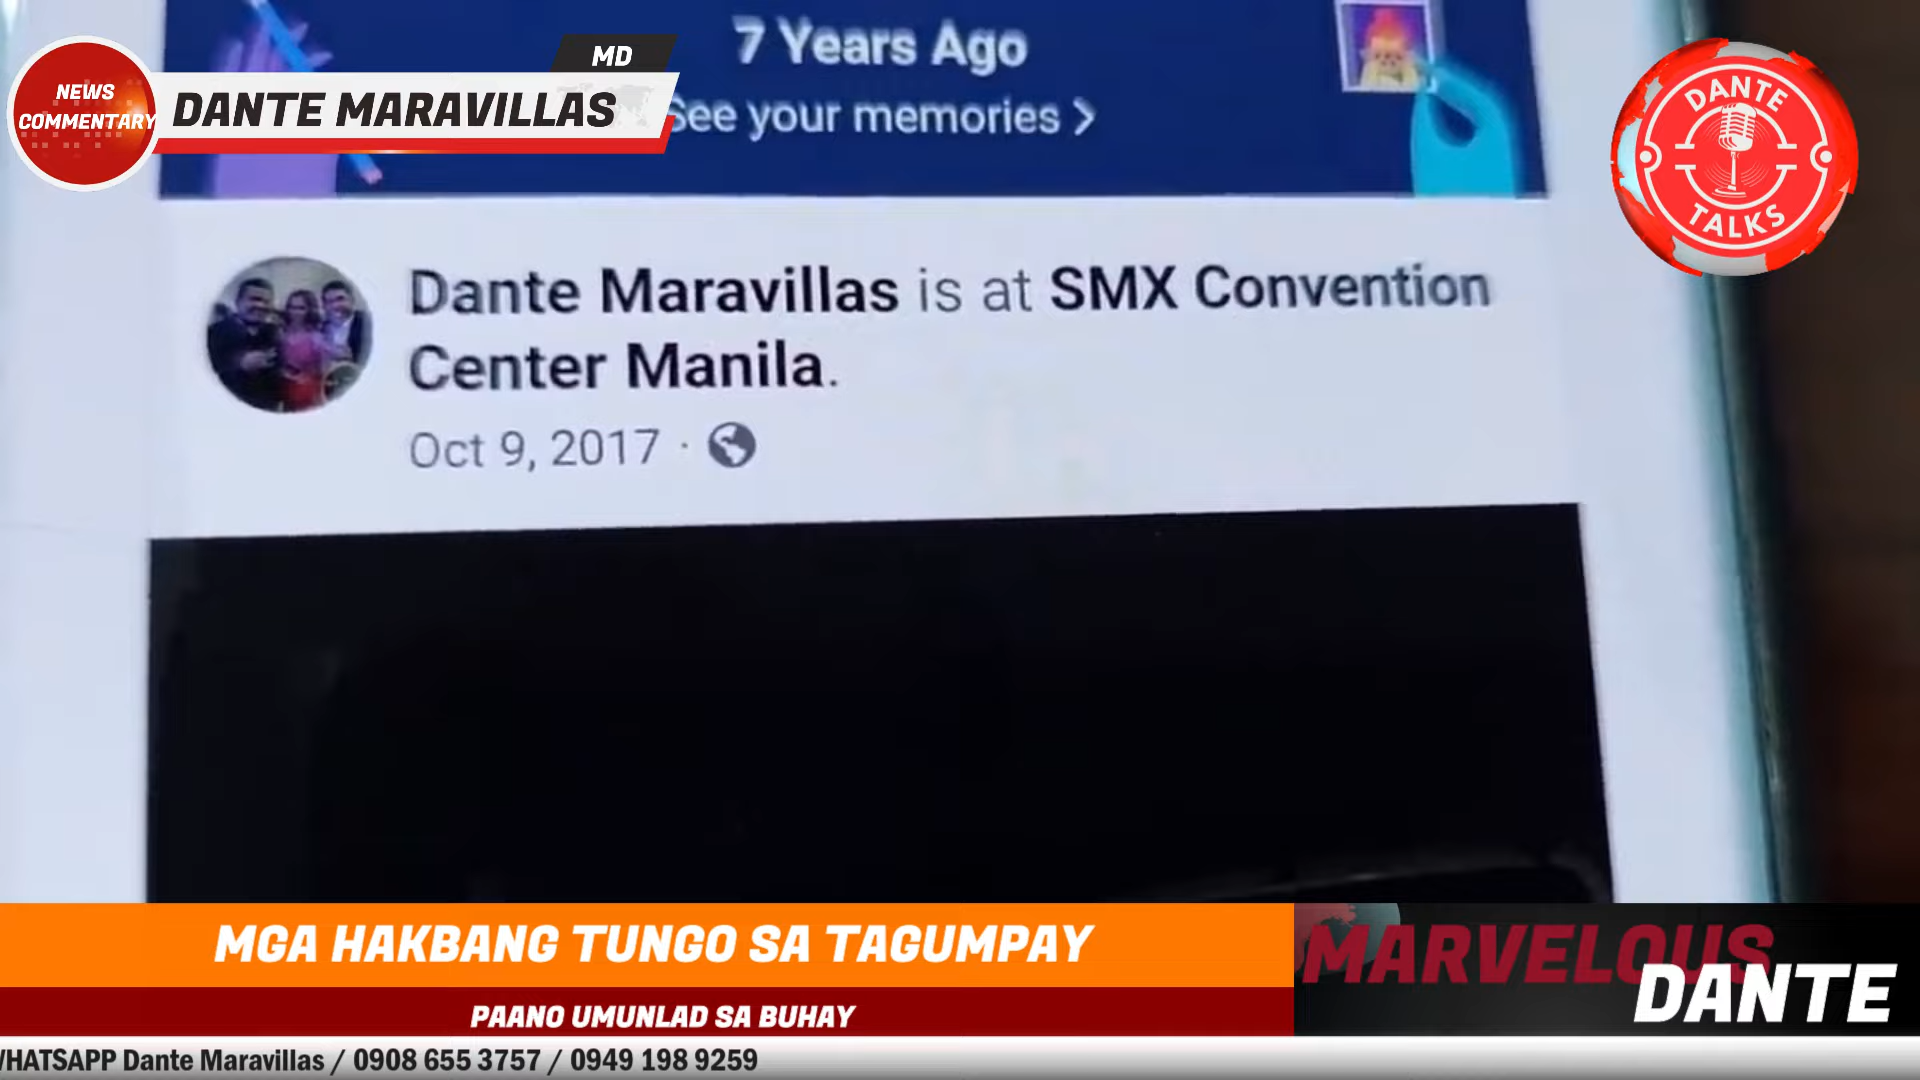 7 Years Ago
See your memories >
MD
NEWS
COMMENTARY
DANTE MARAVILLAS
DANTE
TALKS
Dante Maravillas is at SMX Convention
Center Manila.
Oct 9, 2017 ·
MGA HAKBANG TUNGO SA TAGUMPAY
MARVELOUS
DANTE
PAANO UMUNLAD SA BUHAY
WHATSAPP Dante Maravillas / 0908 655 3757 / 0949 198 9259